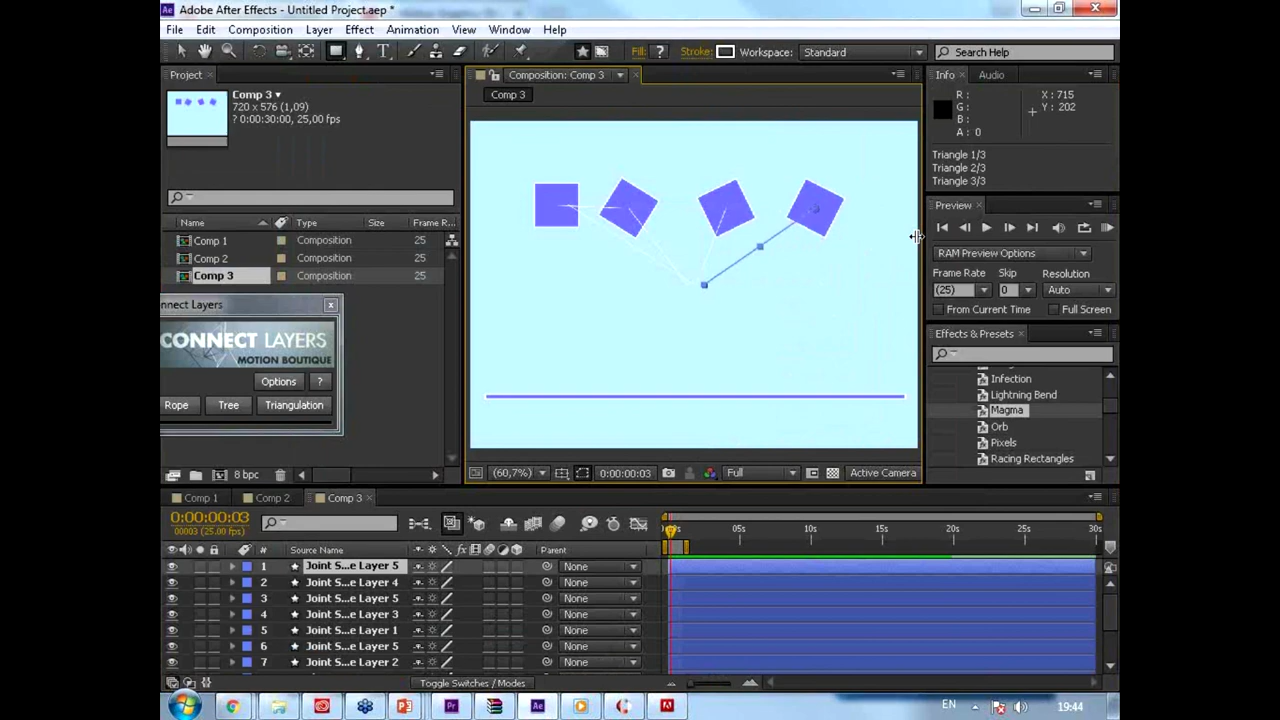 Adobe After Effects - Untitled Project.aep *
File Edit Composition Layer Effect Animation View Window Help
Fill: ? Stroke: Workspace: Standard Search Help
Project
Comp 3
720 x 576 (1,09)
? 0:00:30:00, 25,00 fps
Name Type Size Frame R...
Comp 1 Composition 25
Comp 2 Composition 25
Comp 3 Composition 25
nnect Layers
CONNECT LAYERS
MOTION BOUTIQUE
Options ?
Rope Tree Triangulation
8 bpc
Composition: Comp 3
Comp 3
(60,7%) 0:00:00:03 Full Active Camera
Info Audio
R :
G :
B :
A : 0
X : 715
Y : 202
Triangle 1/3
Triangle 2/3
Triangle 3/3
Preview
RAM Preview Options
Frame Rate Skip Resolution
(25) 0 Auto
From Current Time Full Screen
Effects & Presets
Infection
Lightning Bend
Magma
Orb
Pixels
Racing Rectangles
Comp 1 Comp 2 Comp 3
0:00:00:03
00003 (25.00 fps)
05s 10s 15s 20s 25s 30s
# Source Name fx Parent
1 Joint S...e Layer 5 None
2 Joint S...e Layer 4 None
3 Joint S...e Layer 5 None
4 Joint S...e Layer 3 None
5 Joint S...e Layer 1 None
6 Joint S...e Layer 5 None
7 Joint S...e Layer 2 None
Toggle Switches / Modes
Pr Ae EN 19:44